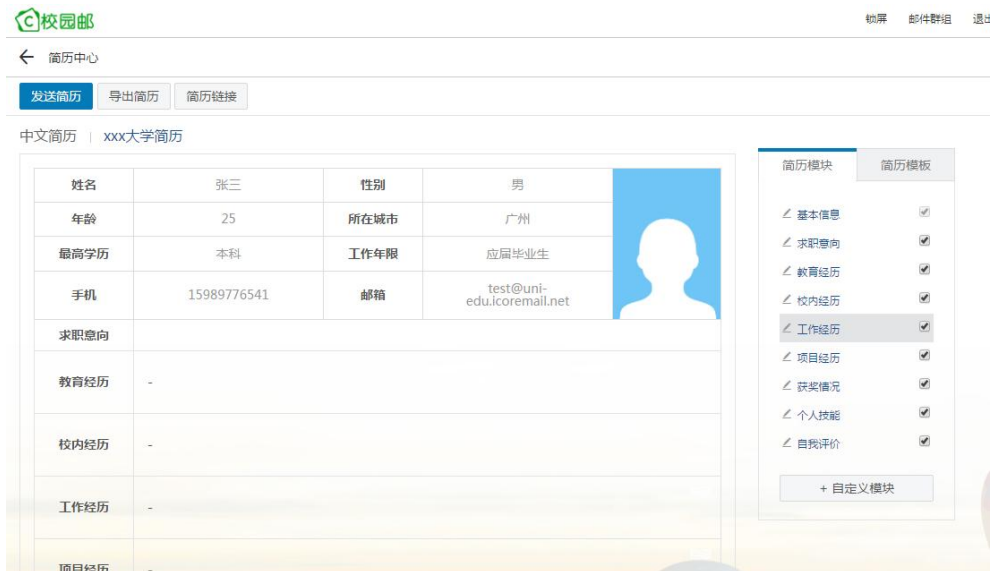 C校园邮
锁屏 邮件群组 退出
← 简历中心
发送简历 导出简历 简历链接
中文简历 | xxx大学简历
简历模块 简历模板
姓名 张三 性别 男
年龄 25 所在城市 广州
最高学历 本科 工作年限 应届毕业生
手机 15989776541 邮箱 test@uni-
edu.icoremail.net
求职意向
教育经历 -
校内经历 -
工作经历 -
项目经历 -
基本信息
求职意向
教育经历
校内经历
工作经历
项目经历
获奖情况
个人技能
自我评价
+ 自定义模块